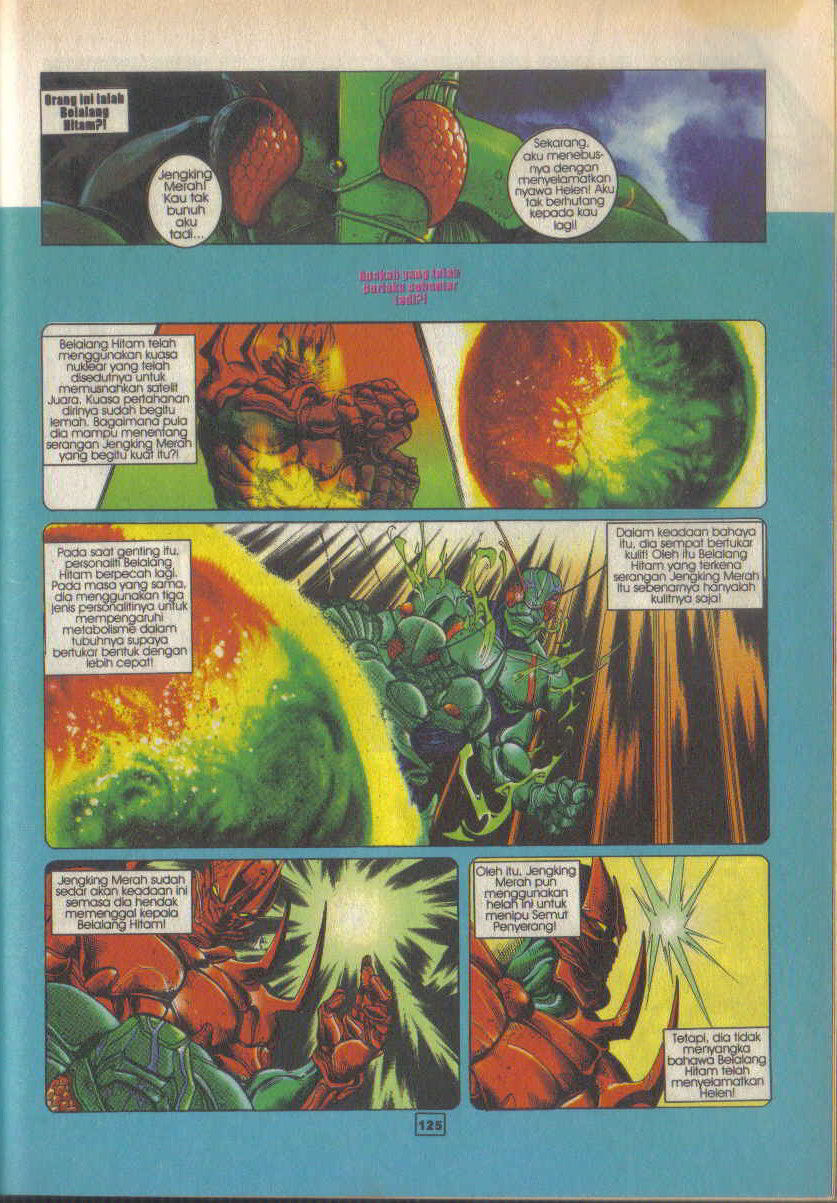 Orang ini ialah
Belalang
Hitam?!
Jengking
Merah!
Kau tak
bunuh
aku
tadi...
Sekarang,
aku menebus-
nya dengan
menyelamatkan
nyawa Helen! Aku
tak berhutang
kepada kau
lagi!
Apakah yang telah
berlaku sebentar
tadi?!
Belalang Hitam telah
menggunakan kuasa
nuklear yang telah
disedutnya untuk
memusnahkan satelit
Juara. Kuasa pertahanan
dirinya sudah begitu
lemah. Bagaimana pula
dia mampu menentang
serangan Jengking Merah
yang begitu kuat itu?!
Pada saat genting itu,
personaliti Belalang
Hitam berpecah lagi.
Pada masa yang sama,
dia menggunakan tiga
jenis personalitinya untuk
mempengaruhi
metabolisme dalam
tubuhnya supaya
bertukar bentuk dengan
lebih cepat!
Dalam keadaan bahaya
itu, dia sempat bertukar
kulit! Oleh itu Belalang
Hitam yang terkena
serangan Jengking Merah
itu sebenarnya hanyalah
kulitnya saja!
Jengking Merah sudah
sedar akan keadaan ini
semasa dia hendak
memenggal kepala
Belalang Hitam!
Oleh itu, Jengking
Merah pun
menggunakan
helah ini untuk
menipu Semut
Penyerang!
Tetapi, dia tidak
menyangka
bahawa Belalang
Hitam telah
menyelamatkan
Helen!
125